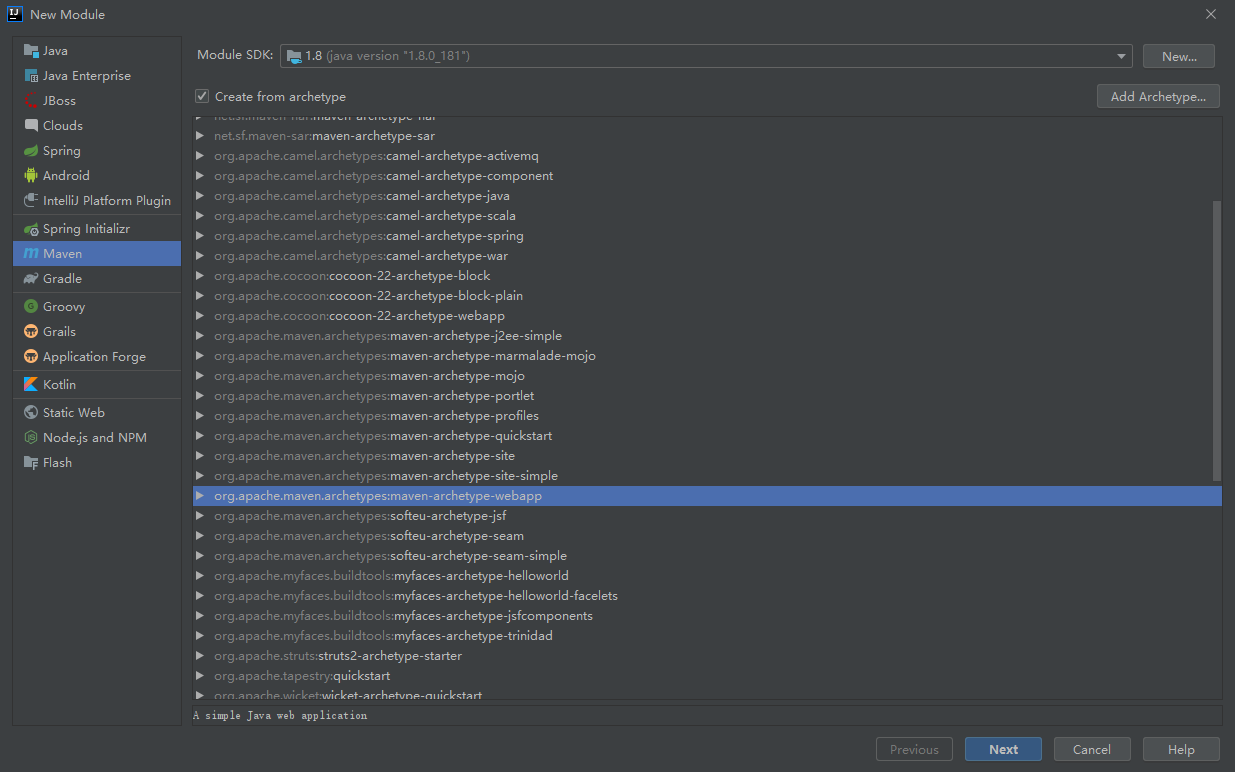 New Module
Java
Java Enterprise
JBoss
Clouds
Spring
Android
IntelliJ Platform Plugin
Spring Initializr
Maven
Gradle
Groovy
Grails
Application Forge
Kotlin
Static Web
Node.js and NPM
Flash
Module SDK: 1.8 (java version "1.8.0_181") New...
Create from archetype Add Archetype...
net.sf.maven-har:maven-archetype-har
net.sf.maven-sar:maven-archetype-sar
org.apache.camel.archetypes:camel-archetype-activemq
org.apache.camel.archetypes:camel-archetype-component
org.apache.camel.archetypes:camel-archetype-java
org.apache.camel.archetypes:camel-archetype-scala
org.apache.camel.archetypes:camel-archetype-spring
org.apache.camel.archetypes:camel-archetype-war
org.apache.cocoon:cocoon-22-archetype-block
org.apache.cocoon:cocoon-22-archetype-block-plain
org.apache.cocoon:cocoon-22-archetype-webapp
org.apache.maven.archetypes:maven-archetype-j2ee-simple
org.apache.maven.archetypes:maven-archetype-marmalade-mojo
org.apache.maven.archetypes:maven-archetype-mojo
org.apache.maven.archetypes:maven-archetype-portlet
org.apache.maven.archetypes:maven-archetype-profiles
org.apache.maven.archetypes:maven-archetype-quickstart
org.apache.maven.archetypes:maven-archetype-site
org.apache.maven.archetypes:maven-archetype-site-simple
org.apache.maven.archetypes:maven-archetype-webapp
org.apache.maven.archetypes:softeu-archetype-jsf
org.apache.maven.archetypes:softeu-archetype-seam
org.apache.maven.archetypes:softeu-archetype-seam-simple
org.apache.myfaces.buildtools:myfaces-archetype-helloworld
org.apache.myfaces.buildtools:myfaces-archetype-helloworld-facelets
org.apache.myfaces.buildtools:myfaces-archetype-jsfcomponents
org.apache.myfaces.buildtools:myfaces-archetype-trinidad
org.apache.struts:struts2-archetype-starter
org.apache.tapestry:quickstart
org.apache.wicket:wicket-archetype-quickstart
A simple Java web application
Previous Next Cancel Help